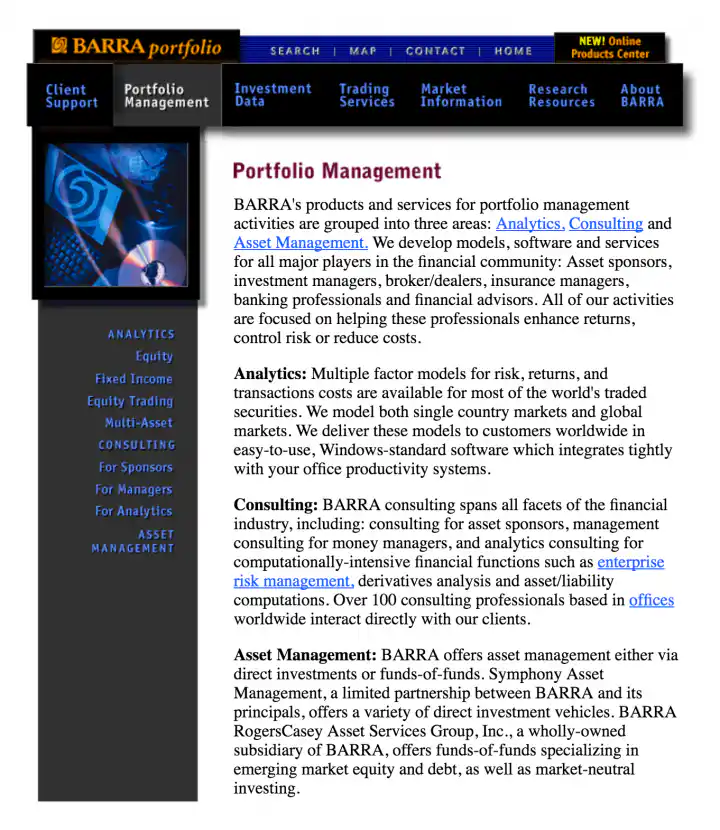 BARRA portfolio
SEARCH | MAP | CONTACT | HOME
NEW! Online
Products Center
Client
Support
Portfolio
Management
Investment
Data
Trading
Services
Market
Information
Research
Resources
About
BARRA
ANALYTICS
Equity
Fixed Income
Equity Trading
Multi-Asset
CONSULTING
For Sponsors
For Managers
For Analytics
ASSET
MANAGEMENT
Portfolio Management
BARRA's products and services for portfolio management
activities are grouped into three areas: Analytics, Consulting and
Asset Management. We develop models, software and services
for all major players in the financial community: Asset sponsors,
investment managers, broker/dealers, insurance managers,
banking professionals and financial advisors. All of our activities
are focused on helping these professionals enhance returns,
control risk or reduce costs.
Analytics: Multiple factor models for risk, returns, and
transactions costs are available for most of the world's traded
securities. We model both single country markets and global
markets. We deliver these models to customers worldwide in
easy-to-use, Windows-standard software which integrates tightly
with your office productivity systems.
Consulting: BARRA consulting spans all facets of the financial
industry, including: consulting for asset sponsors, management
consulting for money managers, and analytics consulting for
computationally-intensive financial functions such as enterprise
risk management, derivatives analysis and asset/liability
computations. Over 100 consulting professionals based in offices
worldwide interact directly with our clients.
Asset Management: BARRA offers asset management either via
direct investments or funds-of-funds. Symphony Asset
Management, a limited partnership between BARRA and its
principals, offers a variety of direct investment vehicles. BARRA
RogersCasey Asset Services Group, Inc., a wholly-owned
subsidiary of BARRA, offers funds-of-funds specializing in
emerging market equity and debt, as well as market-neutral
investing.